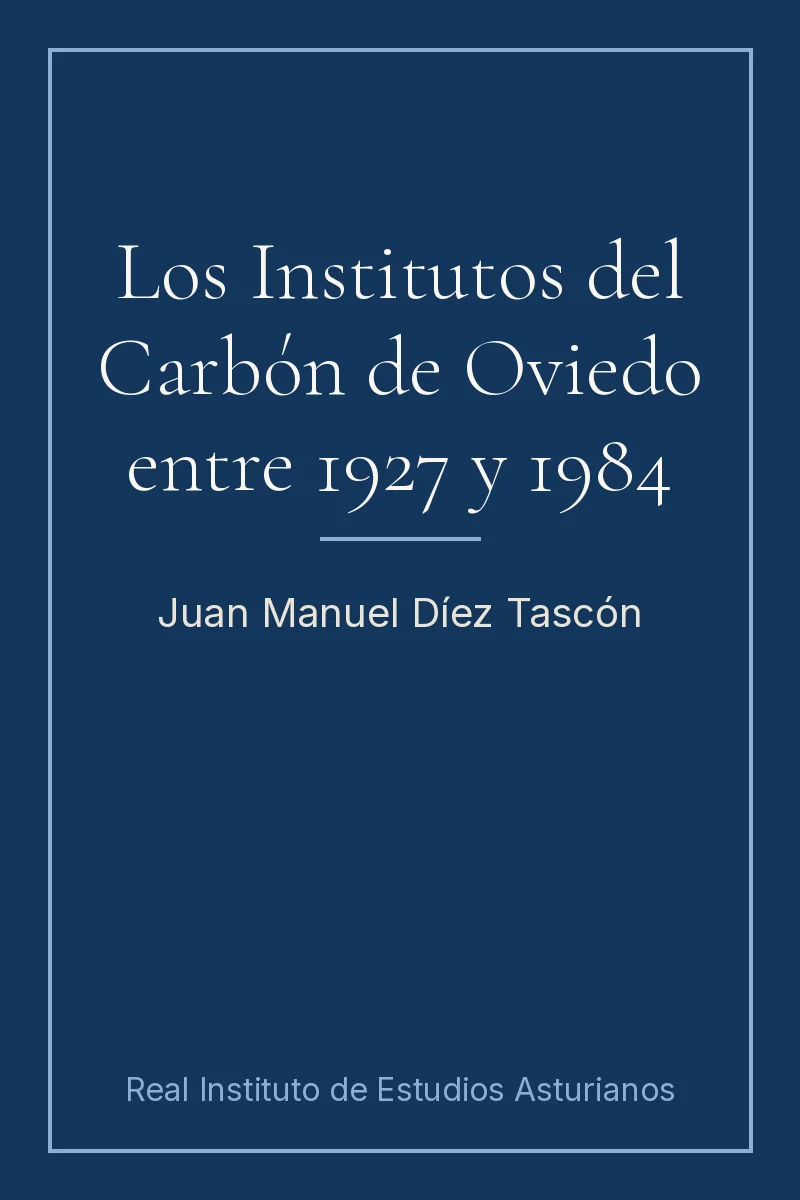 Los Institutos del
Carbón de Oviedo
entre 1927 y 1984
Juan Manuel Díez Tascón
Real Instituto de Estudios Asturianos